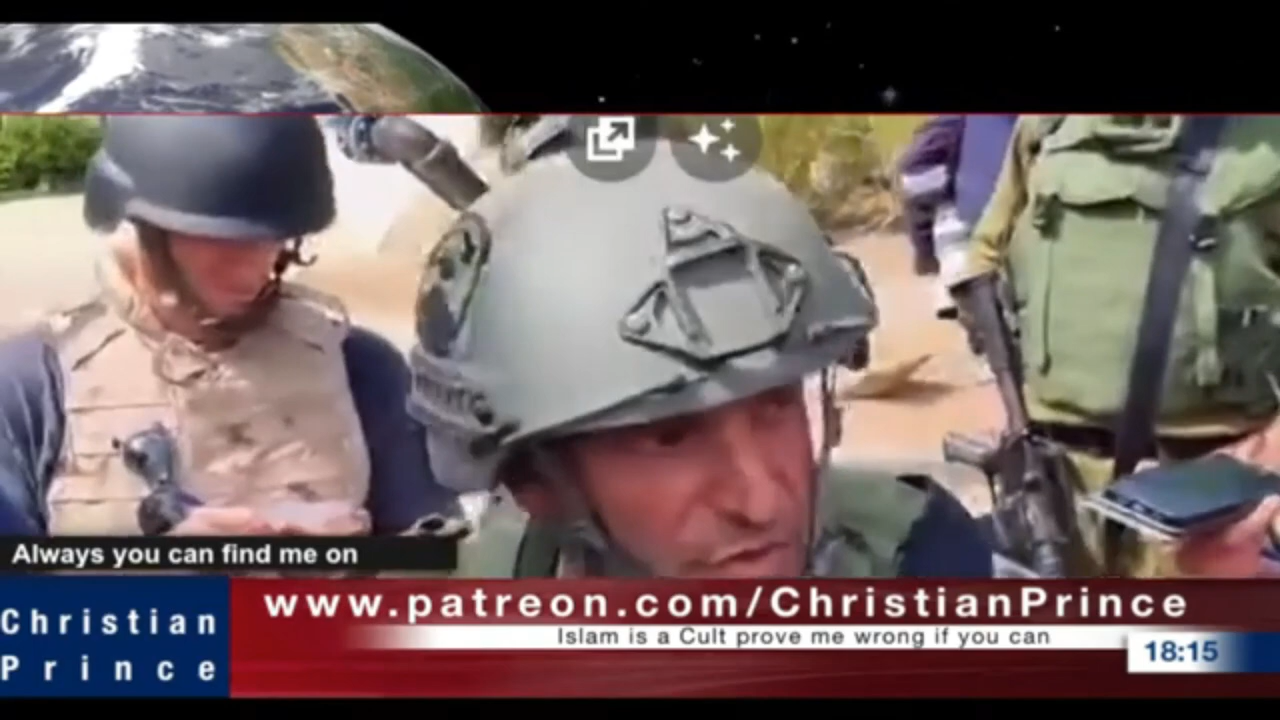 Always you can find me on
Christian
Prince
www.patreon.com/ChristianPrince
Islam is a Cult prove me wrong if you can
18:15